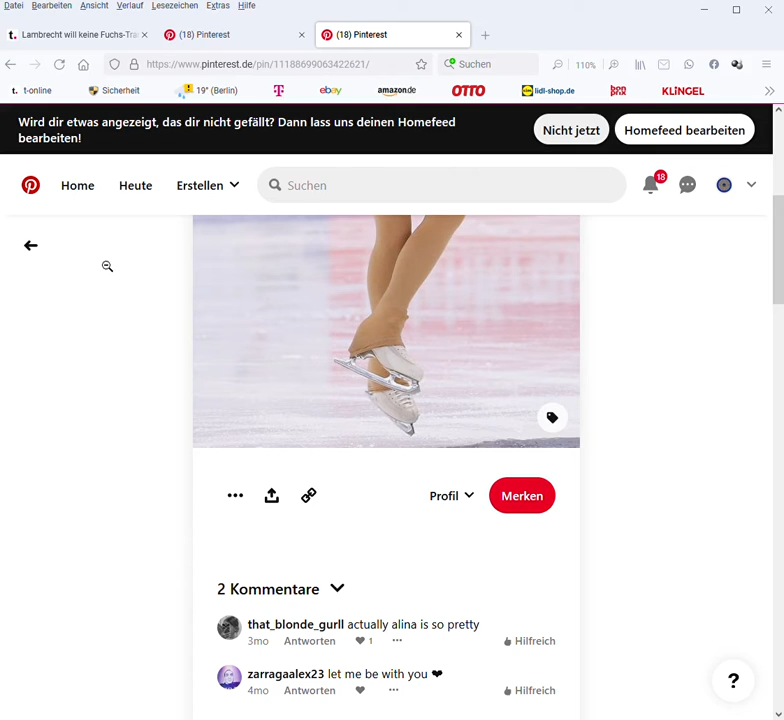 Datei Bearbeiten Ansicht Verlauf Lesezeichen Extras Hilfe
t. Lambrecht will keine Fuchs-Tra
(18) Pinterest
(18) Pinterest
https://www.pinterest.de/pin/11188699063422621/
110%
Suchen
t. t-online
Sicherheit
19° (Berlin)
T
ebay
amazon.de
OTTO
lidl-shop.de
bon prix
KLiNGEL
Wird dir etwas angezeigt, das dir nicht gefällt? Dann lass uns deinen Homefeed
bearbeiten!
Nicht jetzt
Homefeed bearbeiten
Home
Heute
Erstellen
Suchen
18
Profil
Merken
2 Kommentare
that_blonde_gurll actually alina is so pretty
3mo Antworten 1 ··· Hilfreich
zarragaalex23 let me be with you ❤
4mo Antworten ··· Hilfreich
?